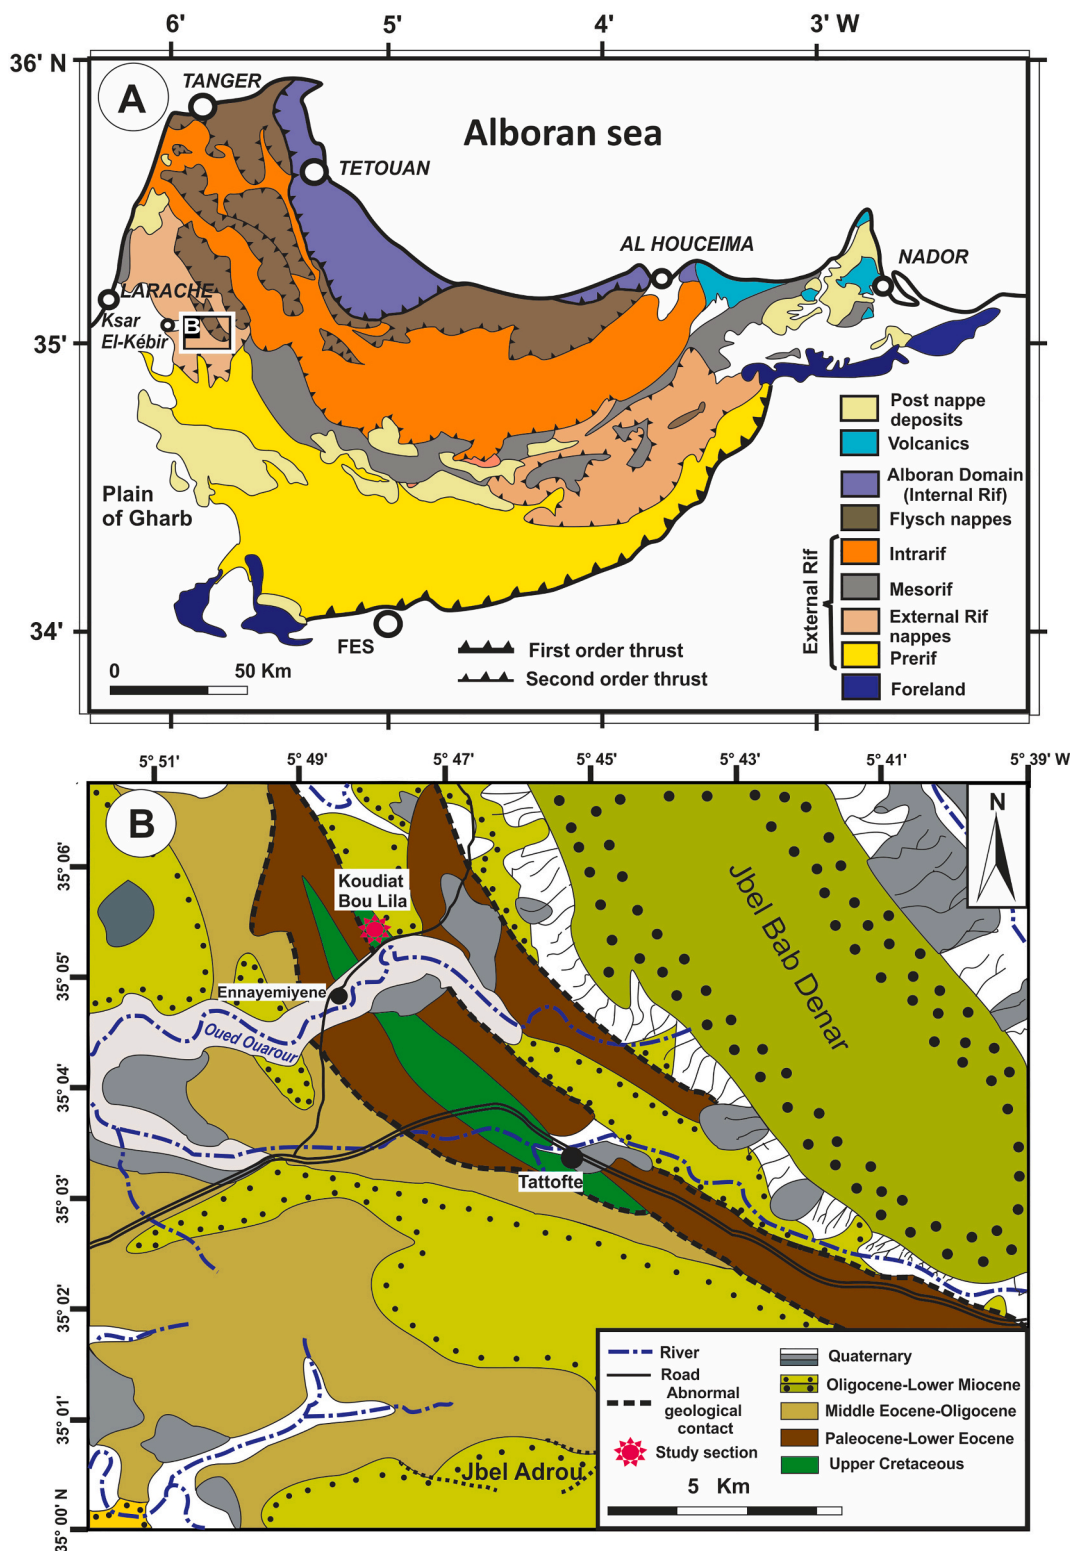 6' 5' 4' 3' W
36' N
A
TANGER
Alboran sea
TETOUAN
AL HOUCEIMA
NADOR
LARACHE
Ksar
El-Kébir
B
35'
Plain
of Gharb
34'
FES
0 50 Km
First order thrust
Second order thrust
Post nappe
deposits
Volcanics
Alboran Domain
(Internal Rif)
Flysch nappes
External Rif
Intrarif
Mesorif
External Rif
nappes
Prerif
Foreland
5° 51' 5° 49' 5° 47' 5° 45' 5° 43' 5° 41' 5° 39' W
B
N
35° 06'
35° 05'
35° 04'
35° 03'
35° 02'
35° 01'
35° 00' N
Koudiat
Bou Lila
Ennayemiyene
Oued Ouarour
Jbel Bab Denar
Tattofte
Jbel Adrou
River
Road
Abnormal
geological
contact
Study section
5 Km
Quaternary
Oligocene-Lower Miocene
Middle Eocene-Oligocene
Paleocene-Lower Eocene
Upper Cretaceous